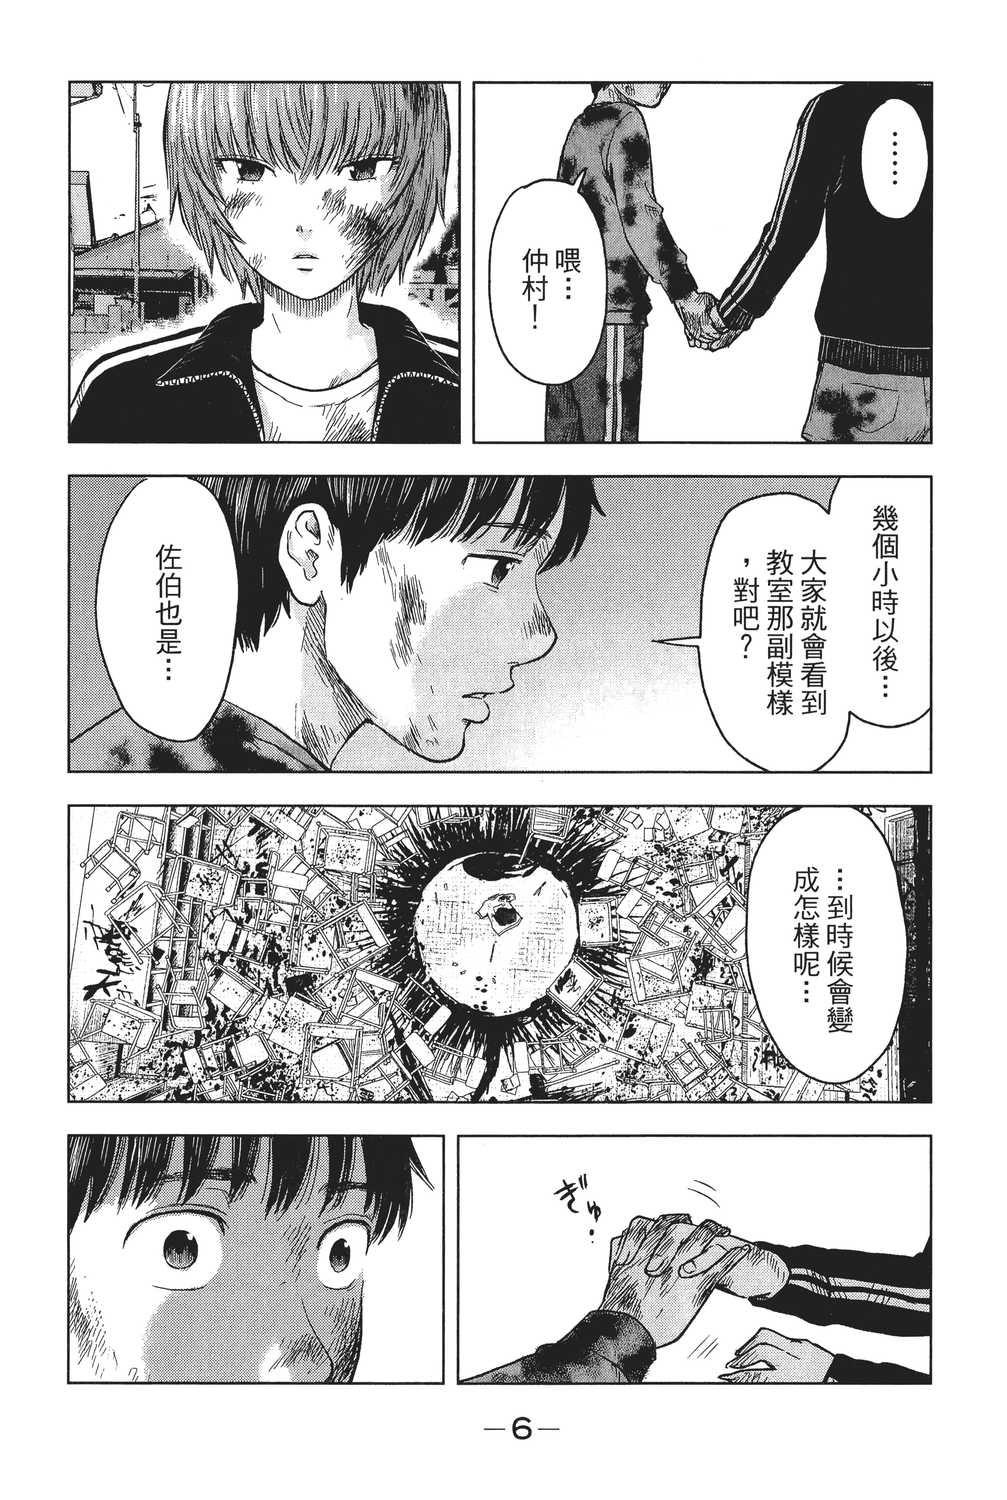 ……
喂…
仲村！
幾個小時以後…
大家就會看到
教室那副模樣
，對吧？
佐伯也是…
…到時候會變
成怎樣呢…
ぎゅ
—6—